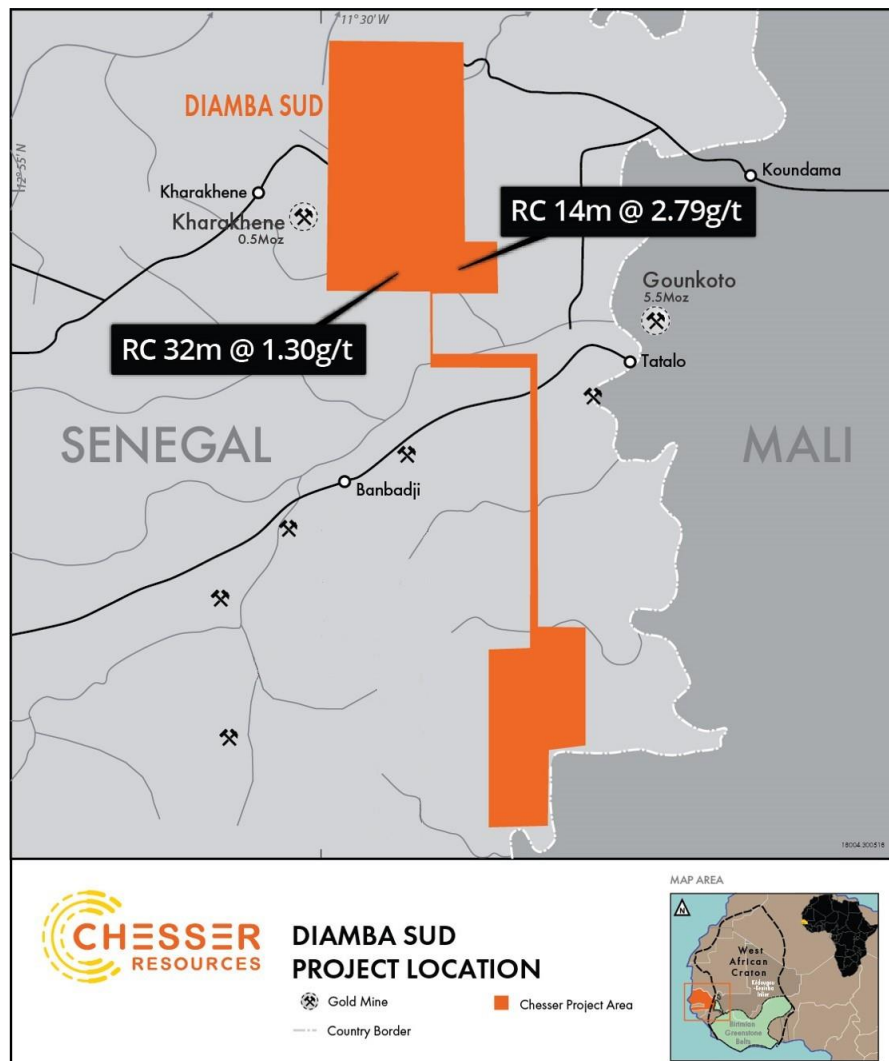 11° 30' W
DIAMBA SUD
12° 55' N
Kharakhene
Kharakhene
0.5Moz
Koundama
RC 14m @ 2.79g/t
Gounkoto
5.5Moz
RC 32m @ 1.30g/t
Tatalo
SENEGAL
MALI
Banbadji
CHESSER
RESOURCES
DIAMBA SUD
PROJECT LOCATION
Gold Mine
Chesser Project Area
Country Border
MAP AREA
N
West
African
Craton
Birimian
Greenstone
Belts